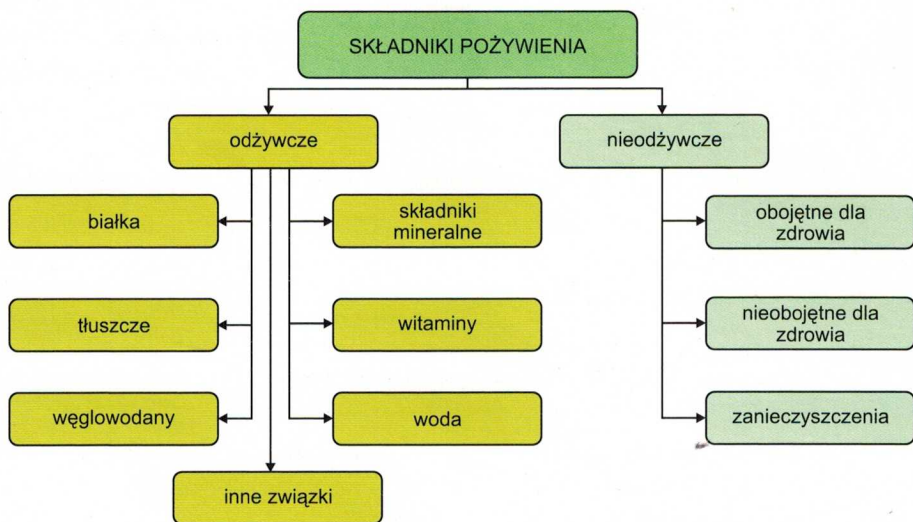 SKŁADNIKI POŻYWIENIA
odżywcze
nieodżywcze
białka
składniki
mineralne
obojętne dla
zdrowia
tłuszcze
witaminy
nieobojętne dla
zdrowia
węglowodany
woda
zanieczyszczenia
inne związki